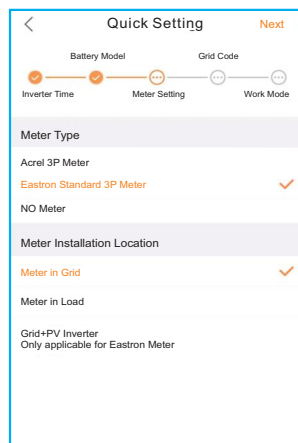 Quick Setting
Next
Battery Model
Grid Code
Inverter Time
Meter Setting
Work Mode
Meter Type
Acrel 3P Meter
Eastron Standard 3P Meter
NO Meter
Meter Installation Location
Meter in Grid
Meter in Load
Grid+PV Inverter
Only applicable for Eastron Meter